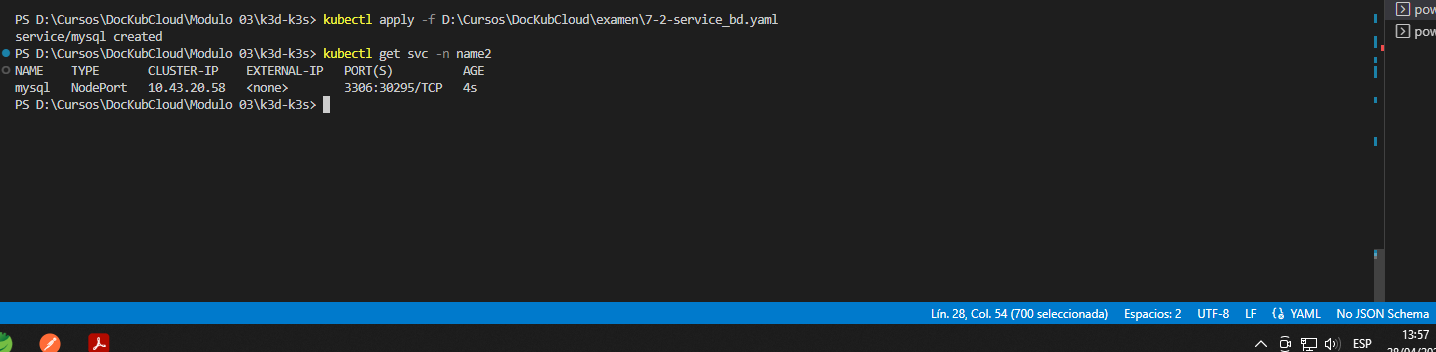 PS D:\Cursos\DocKubCloud\Modulo 03\k3d-k3s> kubectl apply -f D:\Cursos\DocKubCloud\examen\7-2-service_bd.yaml
service/mysql created
PS D:\Cursos\DocKubCloud\Modulo 03\k3d-k3s> kubectl get svc -n name2
NAME TYPE CLUSTER-IP EXTERNAL-IP PORT(S) AGE
mysql NodePort 10.43.20.58 <none> 3306:30295/TCP 4s
PS D:\Cursos\DocKubCloud\Modulo 03\k3d-k3s>
pow
pow
Lín. 28, Col. 54 (700 seleccionada) Espacios: 2 UTF-8 LF YAML No JSON Schema
ESP 13:57